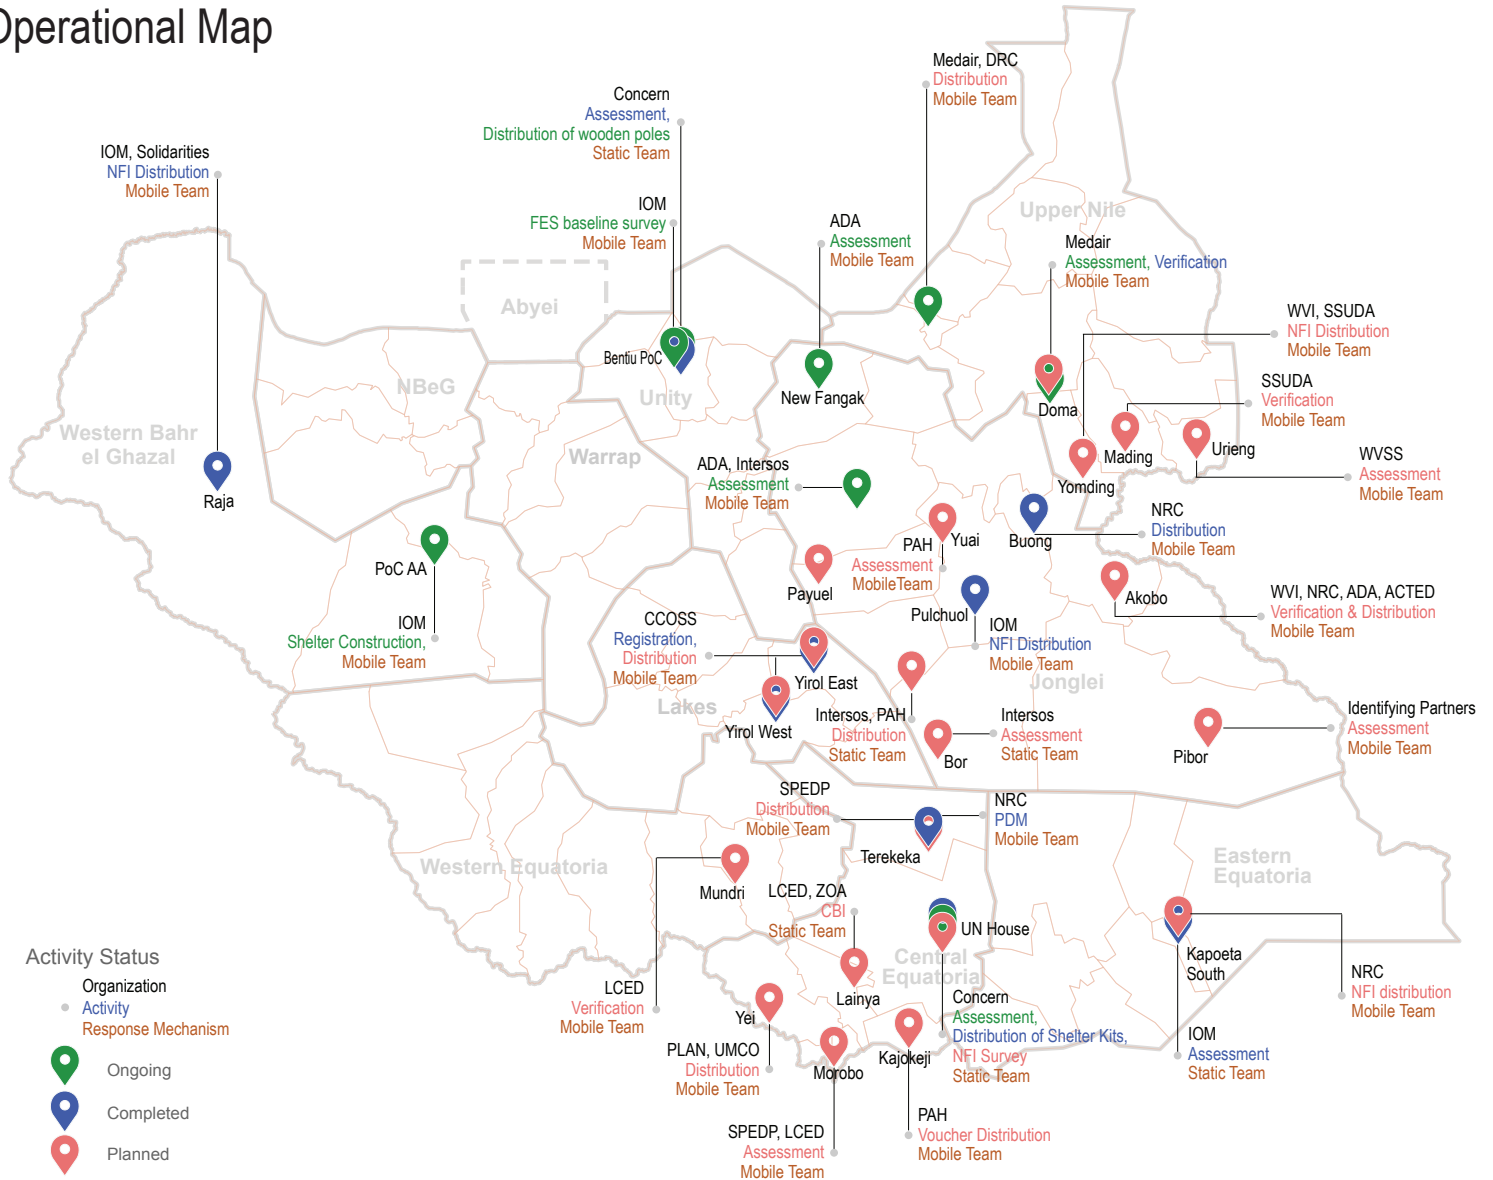 Operational Map
Medair, DRC
Distribution
Mobile Team
Concern
Assessment,
Distribution of wooden poles
Static Team
IOM, Solidarities
NFI Distribution
Mobile Team
IOM
FES baseline survey
Mobile Team
ADA
Assessment
Mobile Team
Upper Nile
Medair
Assessment, Verification
Mobile Team
Abyei
WVI, SSUDA
NFI Distribution
Mobile Team
Bentiu PoC
NBeG
Unity
New Fangak
Doma
SSUDA
Verification
Mobile Team
Western Bahr
el Ghazal
Warrap
Mading
Urieng
Yomding
WVSS
Assessment
Mobile Team
Raja
ADA, Intersos
Assessment
Mobile Team
NRC
Distribution
Mobile Team
Buong
Yuai
PAH
Assessment
MobileTeam
PoC AA
Payuel
Akobo
WVI, NRC, ADA, ACTED
Verification & Distribution
Mobile Team
Pulchuol
IOM
NFI Distribution
Mobile Team
IOM
Shelter Construction,
Mobile Team
CCOSS
Registration,
Distribution
Mobile Team
Yirol East
Jonglei
Lakes
Yirol West
Intersos, PAH
Distribution
Static Team
Intersos
Assessment
Static Team
Bor
Pibor
Identifying Partners
Assessment
Mobile Team
SPEDP
Distribution
Mobile Team
NRC
PDM
Mobile Team
Terekeka
Western Equatoria
Mundri
Eastern
Equatoria
LCED, ZOA
CBI
Static Team
UN House
Central
Equatoria
Kapoeta
South
Lainya
LCED
Verification
Mobile Team
Yei
NRC
NFI distribution
Mobile Team
Concern
Assessment,
Distribution of Shelter Kits,
NFI Survey
Static Team
IOM
Assessment
Static Team
PLAN, UMCO
Distribution
Mobile Team
Morobo
Kajokeji
SPEDP, LCED
Assessment
Mobile Team
PAH
Voucher Distribution
Mobile Team
Activity Status
Organization
Activity
Response Mechanism
Ongoing
Completed
Planned